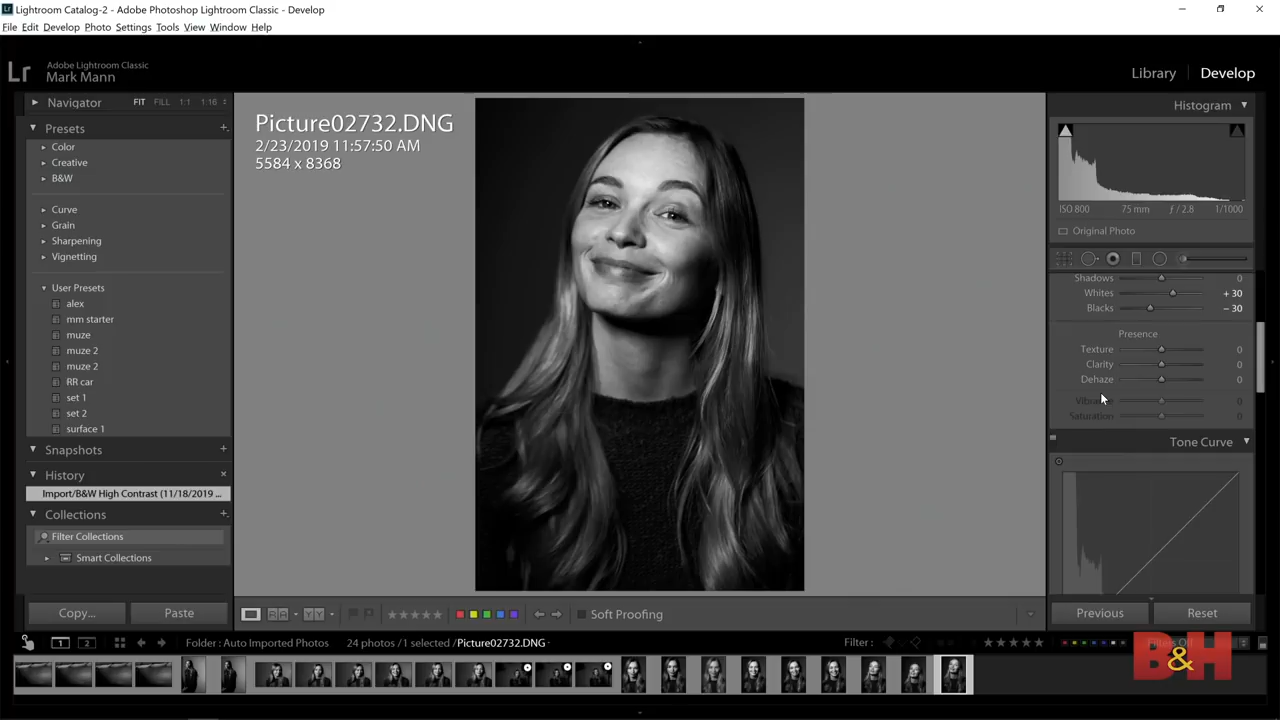 Lightroom Catalog-2 - Adobe Photoshop Lightroom Classic - Develop
File Edit Develop Photo Settings Tools View Window Help
Lr
Adobe Lightroom Classic
Mark Mann
Library
Develop
Navigator
FIT FILL 1:1 1:16
Presets
Color
Creative
B&W
Curve
Grain
Sharpening
Vignetting
User Presets
alex
mm starter
muze
muze 2
muze 2
RR car
set 1
set 2
surface 1
Snapshots
History
Import/B&W High Contrast (11/18/2019 ...
Collections
Filter Collections
Smart Collections
Copy...
Paste
Picture02732.DNG
2/23/2019 11:57:50 AM
5584 x 8368
Histogram
ISO 800 75 mm ƒ / 2.8 1/1000
Original Photo
Shadows 0
Whites + 30
Blacks − 30
Presence
Texture 0
Clarity 0
Dehaze 0
0
Saturation 0
Tone Curve
Previous
Reset
Soft Proofing
1 2
Folder : Auto Imported Photos
24 photos / 1 selected / Picture02732.DNG
Filter :
B&H